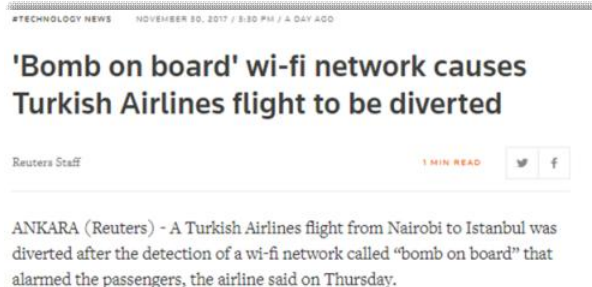 #TECHNOLOGY NEWS NOVEMBER 30, 2017 / 5:30 PM / A DAY AGO
'Bomb on board' wi-fi network causes
Turkish Airlines flight to be diverted
Reuters Staff 1 MIN READ
ANKARA (Reuters) - A Turkish Airlines flight from Nairobi to Istanbul was
diverted after the detection of a wi-fi network called “bomb on board” that
alarmed the passengers, the airline said on Thursday.